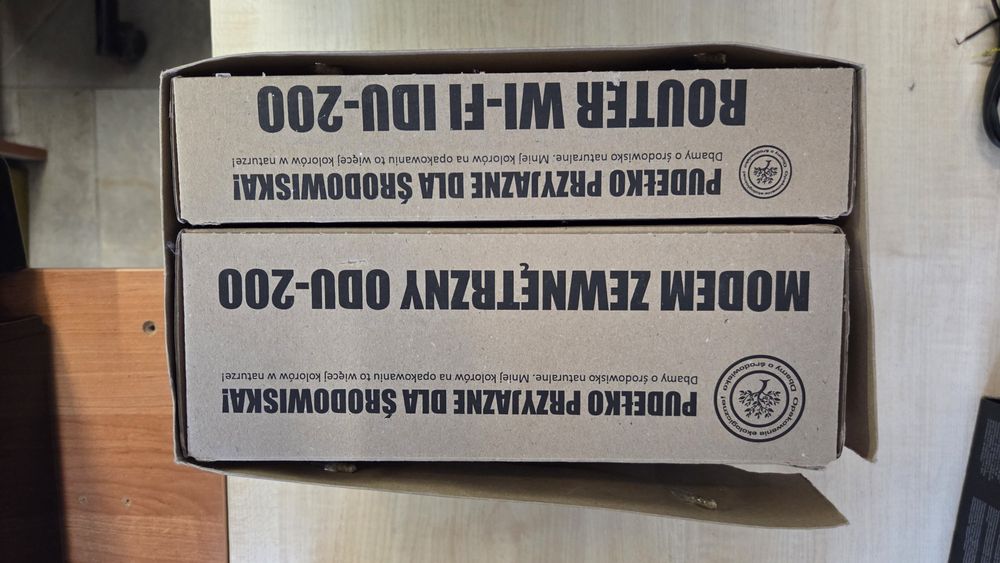 Opakowania ekologiczne
Dbamy o środowisko
PUDEŁKO PRZYJAZNE DLA ŚRODOWISKA!
Dbamy o środowisko naturalne. Mniej kolorów na opakowaniu to więcej kolorów w naturze!
MODEM ZEWNĘTRZNY ODU-200
PUDEŁKO PRZYJAZNE DLA ŚRODOWISKA!
Dbamy o środowisko naturalne. Mniej kolorów na opakowaniu to więcej kolorów w naturze!
ROUTER WI-FI IDU-200